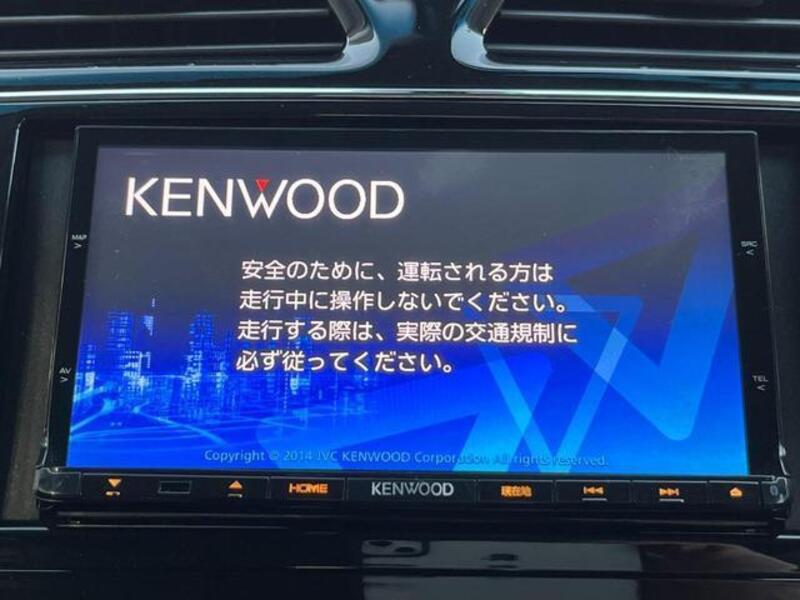 KENWOOD
安全のために、運転される方は
走行中に操作しないでください。
走行する際は、実際の交通規制に
必ず従ってください。
Copyright © 2014 JVC KENWOOD Corporation All rights reserved.
MAP
AV
SRC
TEL
HOME
KENWOOD
現在地